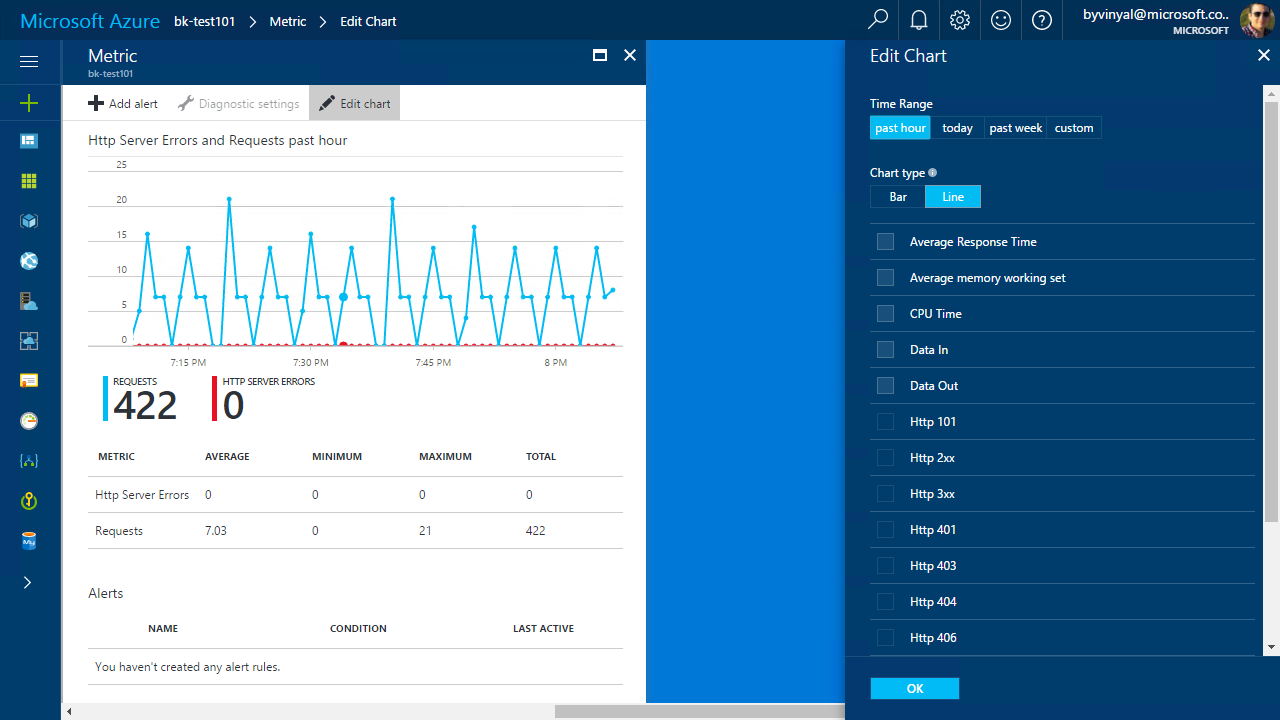 Microsoft Azure bk-test101 > Metric > Edit Chart
byvinyal@microsoft.co..
MICROSOFT
Metric
bk-test101
Add alert Diagnostic settings Edit chart
Http Server Errors and Requests past hour
25
20
15
10
5
0
7:15 PM 7:30 PM 7:45 PM 8 PM
REQUESTS
422
HTTP SERVER ERRORS
0
METRIC AVERAGE MINIMUM MAXIMUM TOTAL
Http Server Errors 0 0 0 0
Requests 7.03 0 21 422
Alerts
NAME CONDITION LAST ACTIVE
You haven't created any alert rules.
Edit Chart
Time Range
past hour today past week custom
Chart type
Bar Line
Average Response Time
Average memory working set
CPU Time
Data In
Data Out
Http 101
Http 2xx
Http 3xx
Http 401
Http 403
Http 404
Http 406
OK